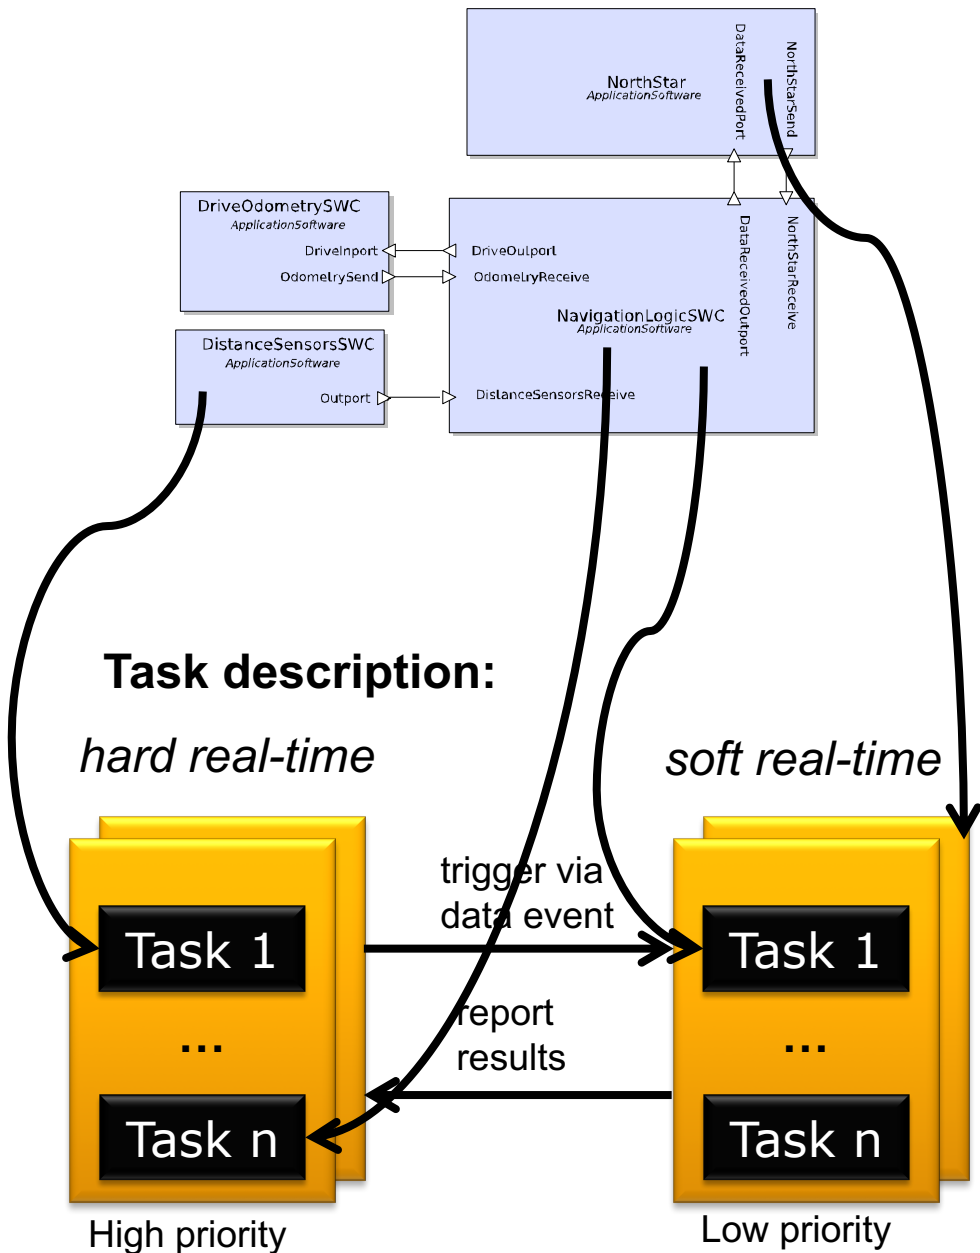 NorthStar
ApplicationSoftware
DataReceivedPort
NorthStarSend
DriveOdometrySWC
ApplicationSoftware
DriveInport
OdometrySend
DriveOutport
OdometryReceive
DataReceivedOutport
NorthStarReceive
NavigationLogicSWC
ApplicationSoftware
DistanceSensorsSWC
ApplicationSoftware
Outport
DistanceSensorsReceive
Task description:
hard real-time
soft real-time
trigger via
data event
Task 1
...
Task n
report
results
Task 1
...
Task n
High priority
Low priority